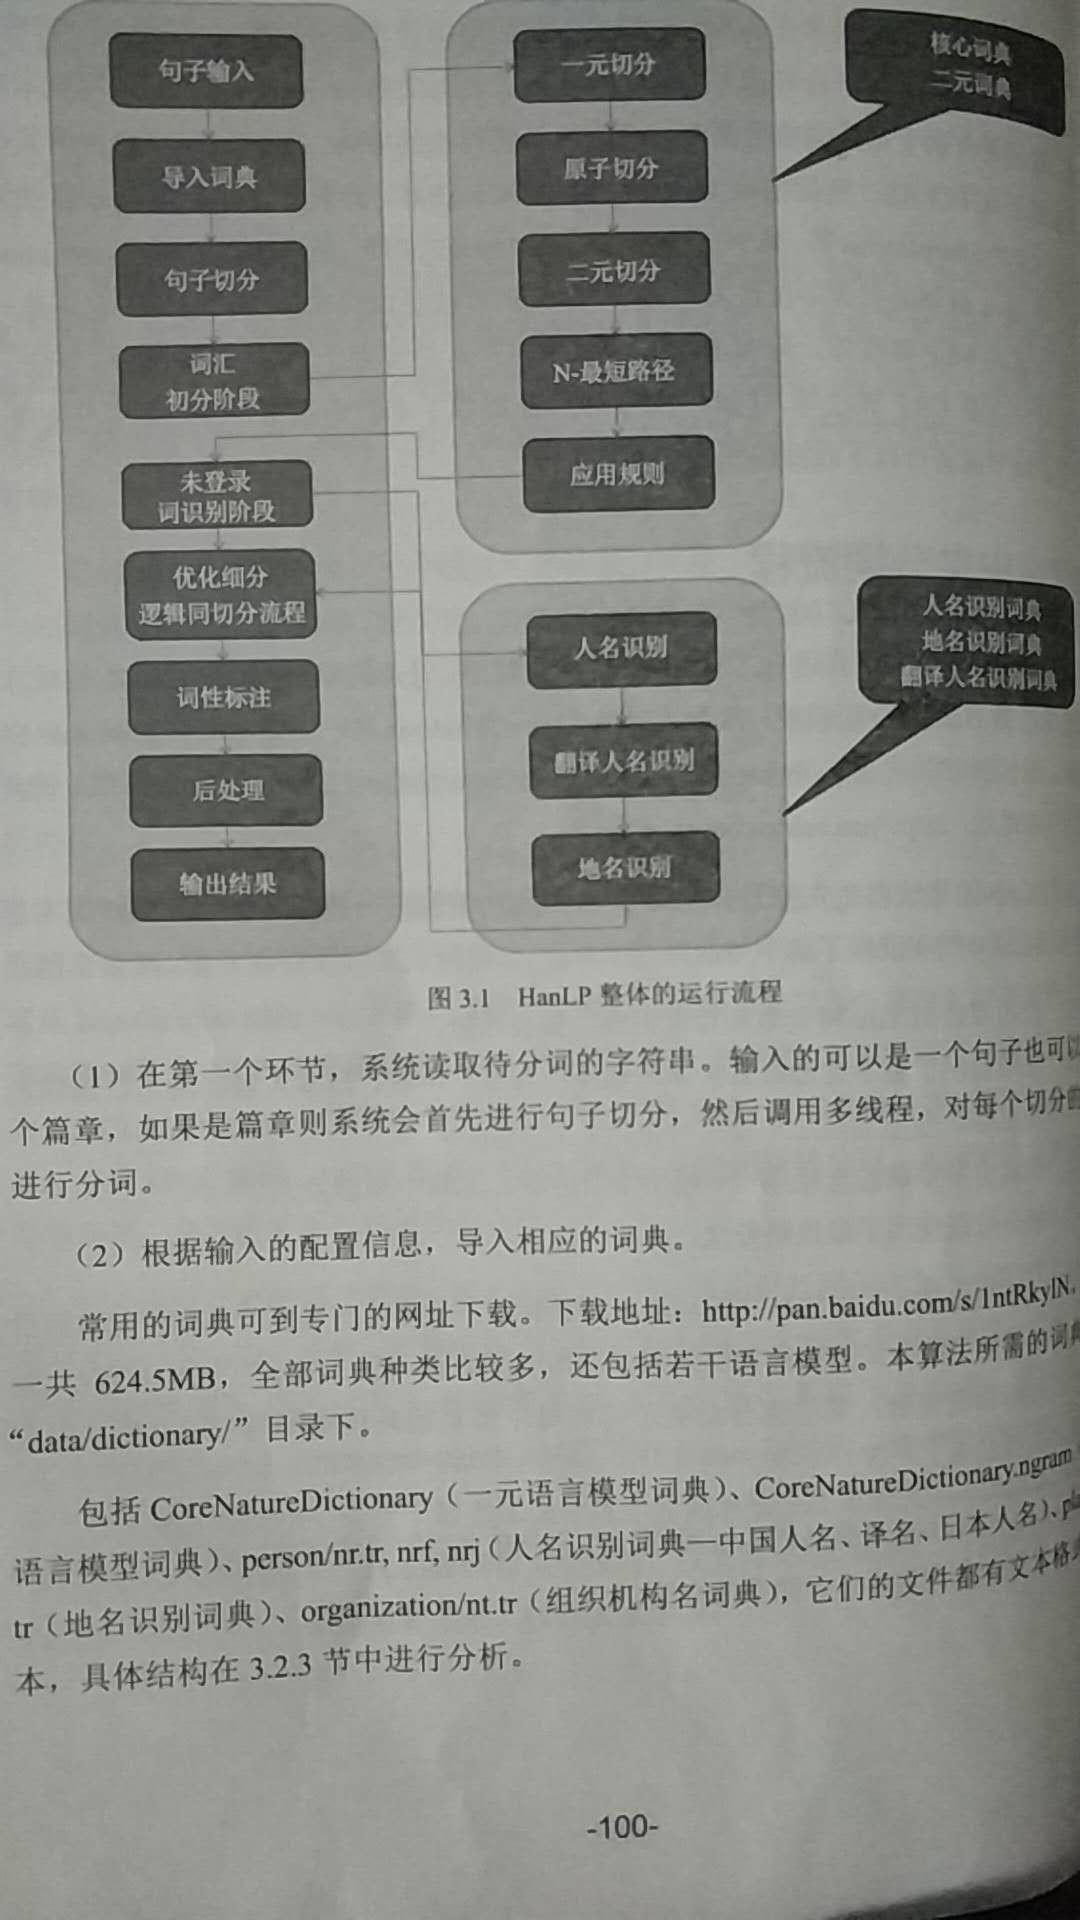 句子输入
导入词典
句子切分
词汇
初分阶段
未登录
词识别阶段
优化细分
逻辑同切分流程
词性标注
后处理
输出结果
一元切分
原子切分
二元切分
N-最短路径
应用规则
核心词典
二元词典
人名识别
翻译人名识别
地名识别
人名识别词典
地名识别词典
翻译人名识别词典
图 3.1 HanLP 整体的运行流程
（1）在第一个环节，系统读取待分词的字符串。输入的可以是一个句子也可以
个篇章，如果是篇章则系统会首先进行句子切分，然后调用多线程，对每个切分
进行分词。
（2）根据输入的配置信息，导入相应的词典。
常用的词典可到专门的网址下载。下载地址：http://pan.baidu.com/s/1ntRkylN
一共 624.5MB，全部词典种类比较多，还包括若干语言模型。本算法所需的词典
“data/dictionary/”目录下。
包括 CoreNatureDictionary（一元语言模型词典）、CoreNatureDictionary.ngram
语言模型词典）、person/nr.tr, nrf, nrj（人名识别词典—中国人名、译名、日本人名）、
tr（地名识别词典）、organization/nt.tr（组织机构名词典），它们的文件都有文本格
本，具体结构在 3.2.3 节中进行分析。
-100-